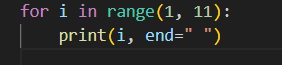 for i in range(1, 11):
    print(i, end=" ")